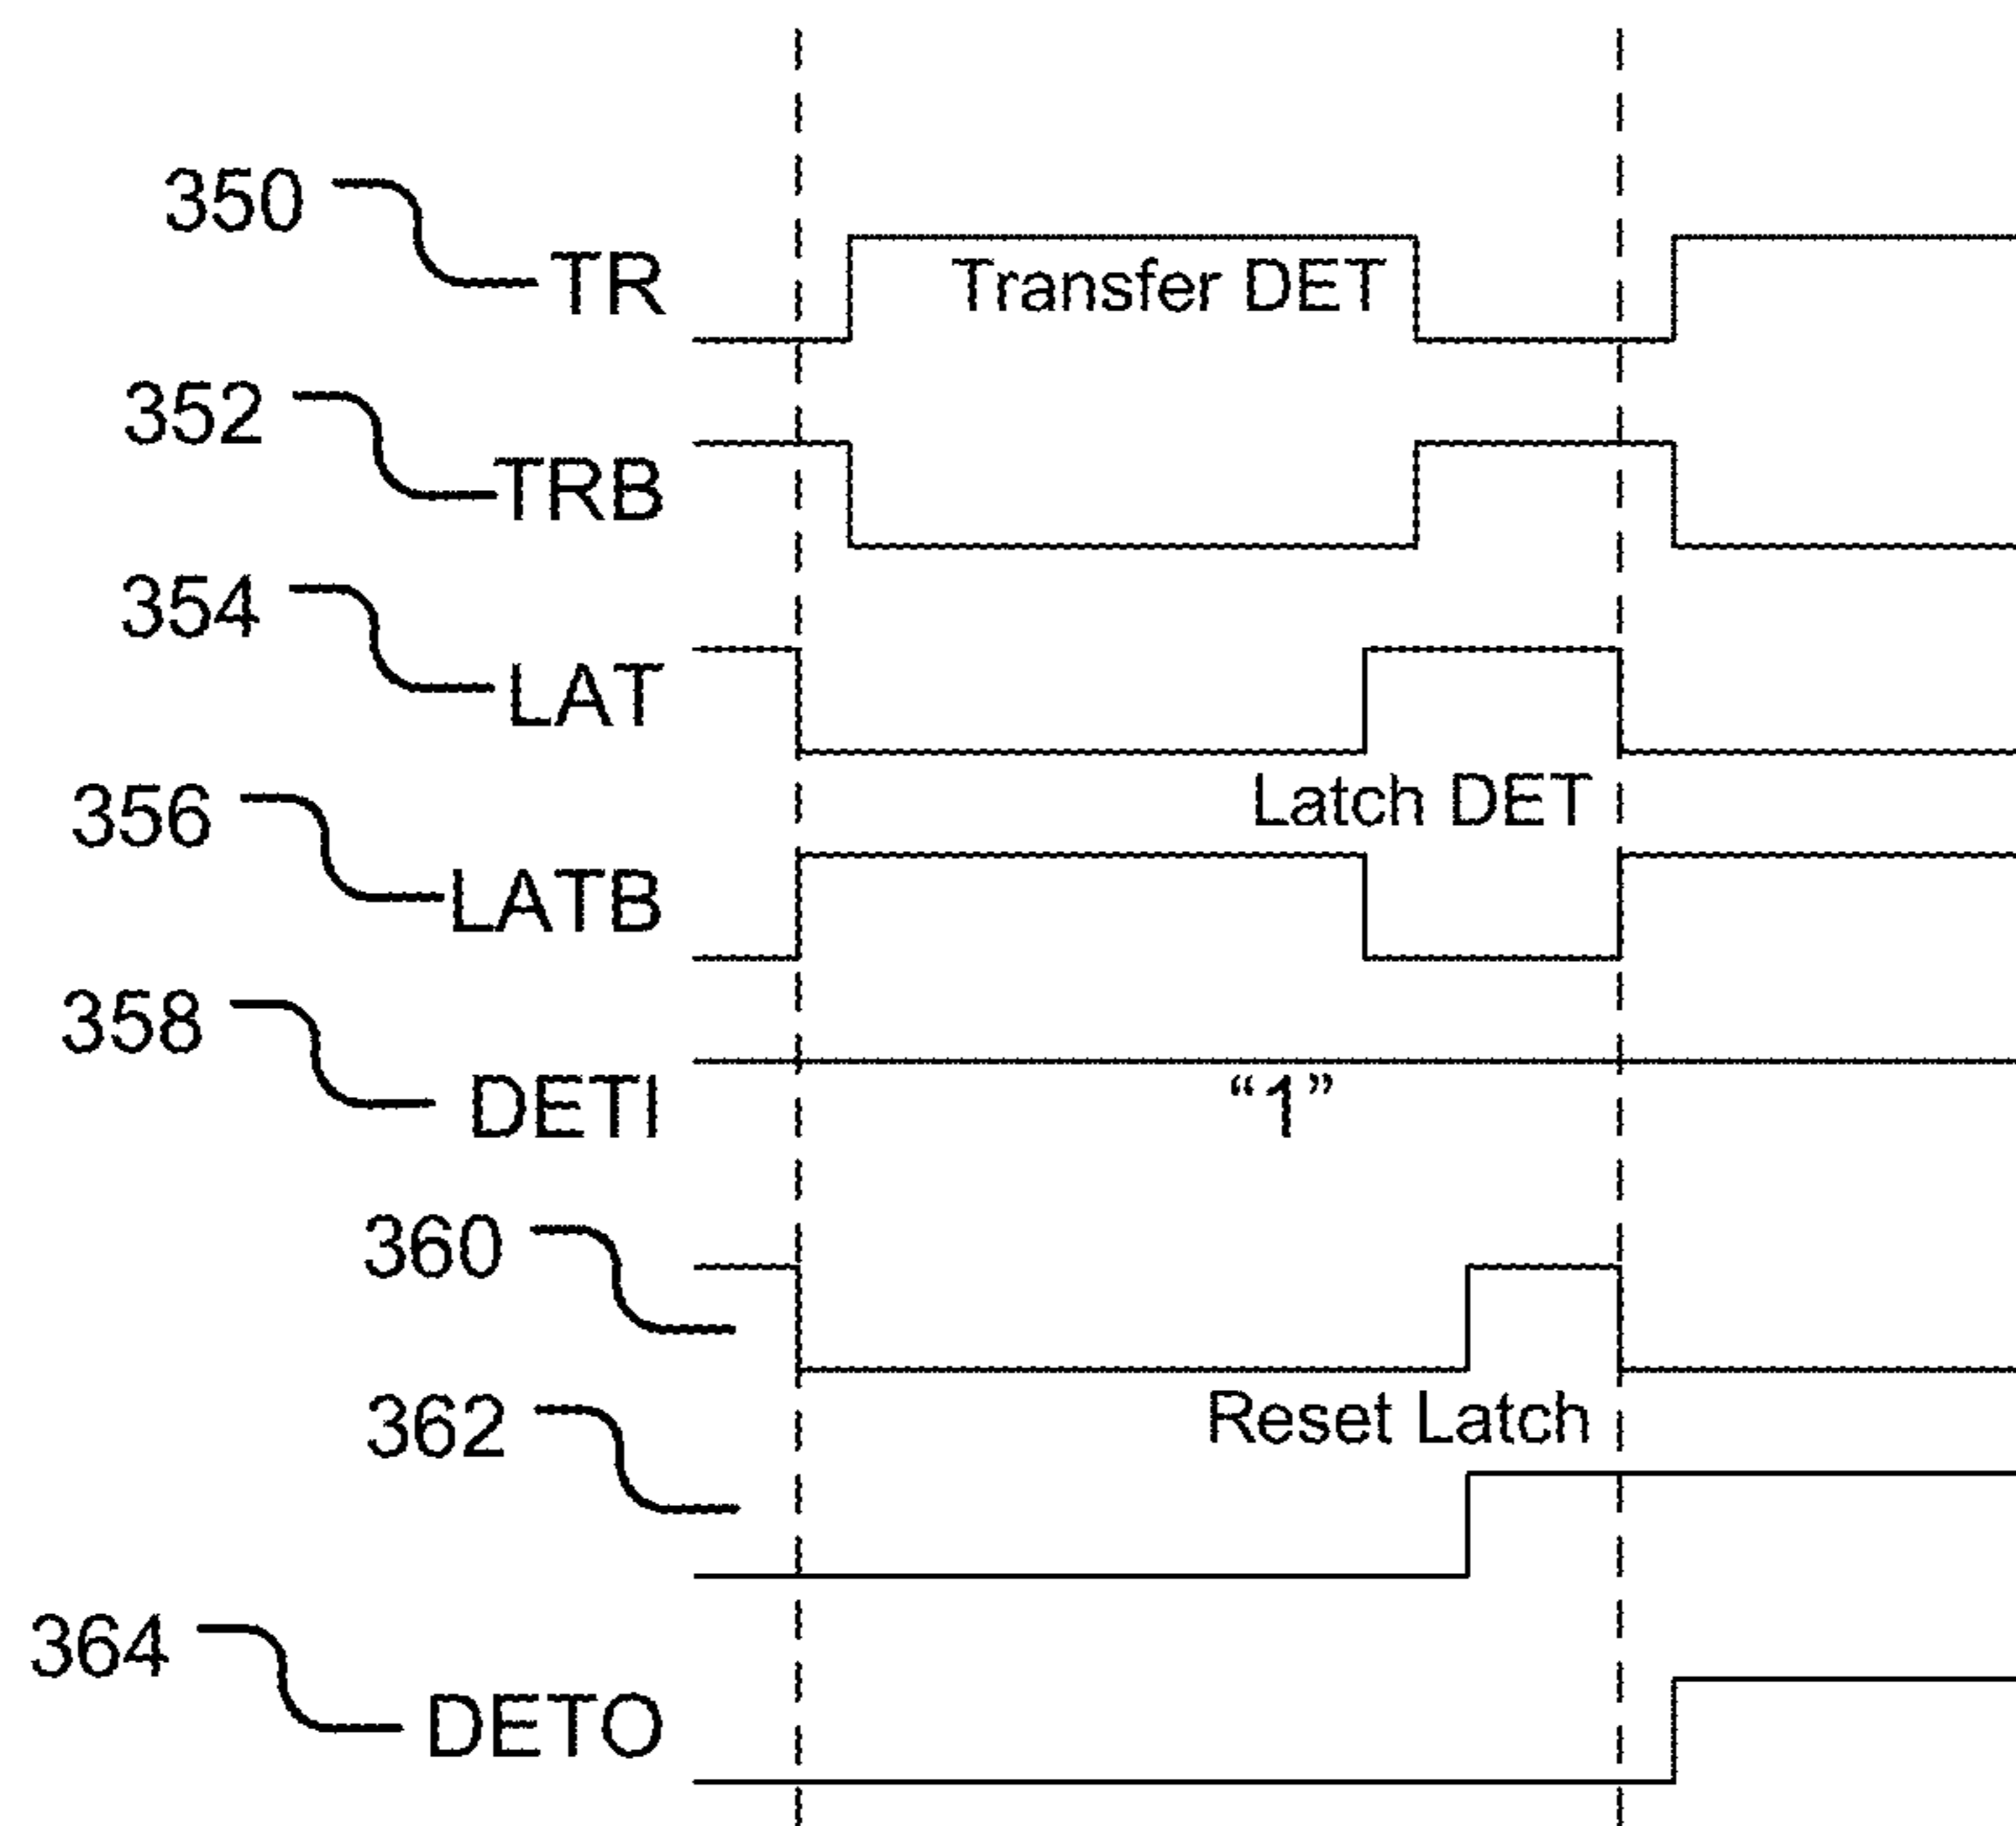 350
TR
Transfer DET
352
TRB
354
LAT
Latch DET
356
LATB
358
DETI
“1”
360
Reset Latch
362
364
DETO